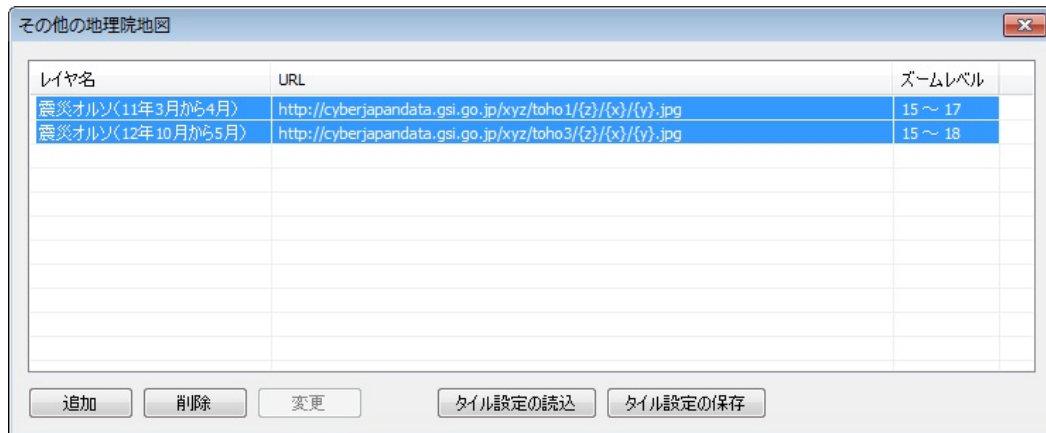 その他の地理院地図
レイヤ名 URL ズームレベル
震災オルソ(11年3月から4月) http://cyberjapandata.gsi.go.jp/xyz/toho1/{z}/{x}/{y}.jpg 15 ～ 17
震災オルソ(12年10月から5月) http://cyberjapandata.gsi.go.jp/xyz/toho3/{z}/{x}/{y}.jpg 15 ～ 18
追加 削除 変更 タイル設定の読込 タイル設定の保存